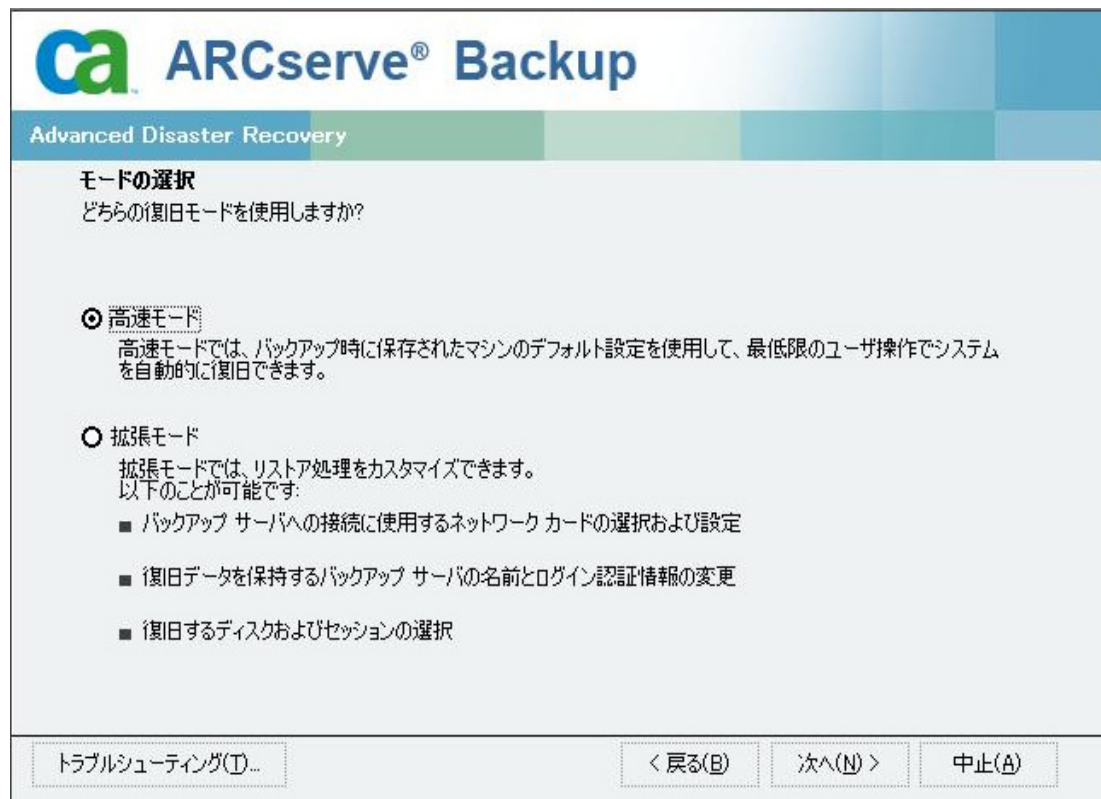 ca ARCserve® Backup
Advanced Disaster Recovery
モードの選択
どちらの復旧モードを使用しますか?
高速モード
高速モードでは、バックアップ時に保存されたマシンのデフォルト設定を使用して、最低限のユーザ操作でシステム
を自動的に復旧できます。
拡張モード
拡張モードでは、リストア処理をカスタマイズできます。
以下のことが可能です:
■ バックアップ サーバへの接続に使用するネットワーク カードの選択および設定
■ 復旧データを保持するバックアップ サーバの名前とログイン認証情報の変更
■ 復旧するディスクおよびセッションの選択
トラブルシューティング(T)... < 戻る(B) 次へ(N) > 中止(A)